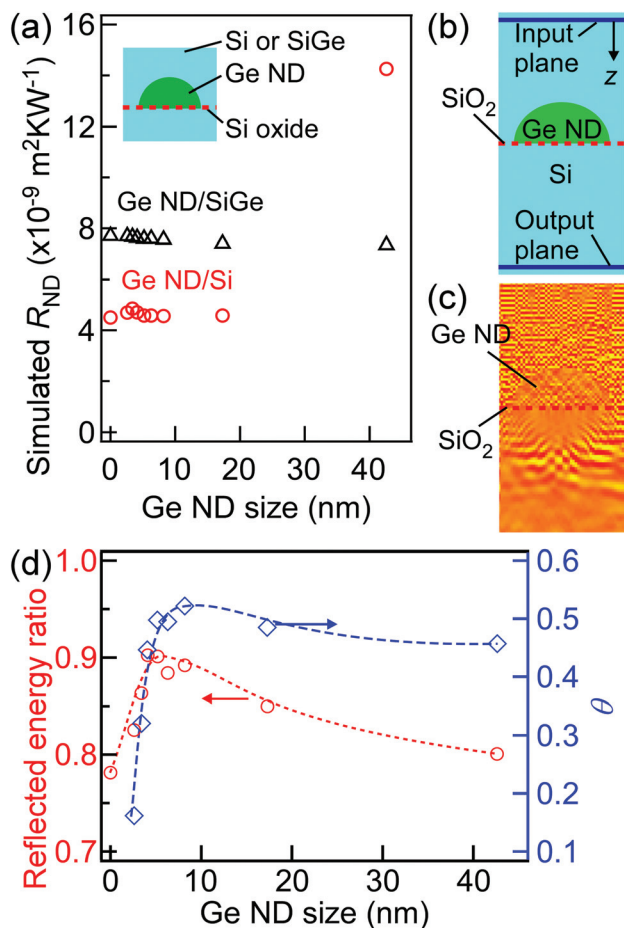 (a)
16
12
8
4
0
Simulated R_ND (x10⁻⁹ m²KW⁻¹)
Si or SiGe
Ge ND
Si oxide
Ge ND/SiGe
Ge ND/Si
0 10 20 30 40
Ge ND size (nm)
(b)
Input
plane
z
SiO₂
Ge ND
Si
Output
plane
(c)
Ge ND
SiO₂
(d)
1.0
0.9
0.8
0.7
Reflected energy ratio
0.6
0.5
0.4
0.3
0.2
0.1
θ
0 10 20 30 40
Ge ND size (nm)